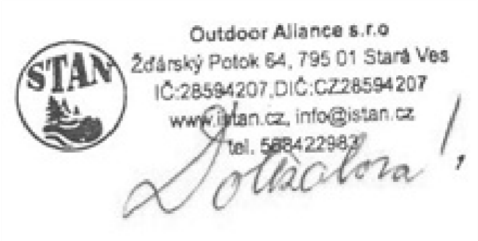 STAN
Outdoor Aliance s.r.o
Žďárský Potok 64, 795 01 Stará Ves
IČ:28594207,DIČ:CZ28594207
www.istan.cz, info@istan.cz
tel. 588422983